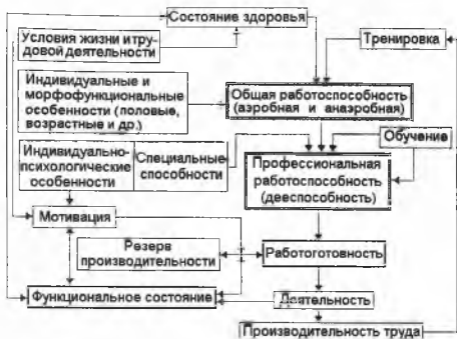 Состояние здоровья
Условия жизни и тру-
довой деятельности
Тренировка
Индивидуальные и
морфофункциональные
особенности (половые,
возрастные и др.)
Общая работоспособность
(аэробная и анаэробная)
Обучение
Индивидуально-
психологические
особенности
Специальные
способности
Профессиональная
работоспособность
(дееспособность)
Мотивация
Резерв
производительности
Работоготовность
Функциональное состояние
Деятельность
Производительность труда